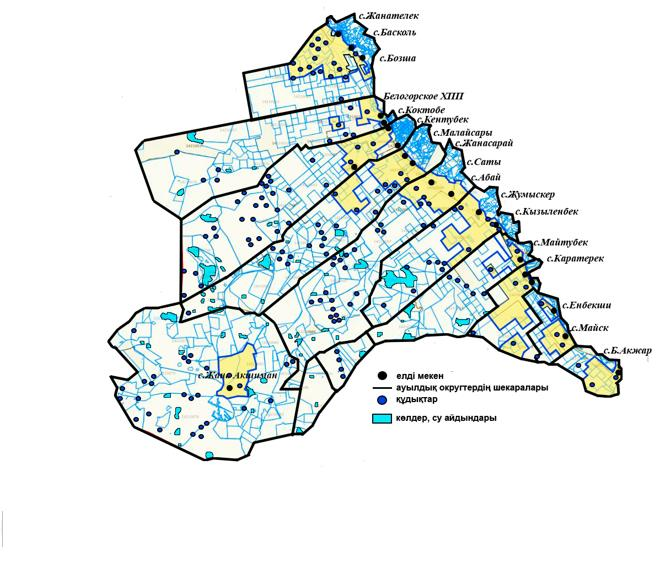 с.Жанателек
с.Басколь
с.Бозша
Белогорское ХПП
с.Коктобе
с.Кентубек
с.Малайсары
с.Жанасарай
с.Саты
с.Абай
с.Жумыскер
с.Кызыленбек
с.Майтубек
с.Каратерек
с.Енбекши
с.Майск
с.Б.Акжар
с.Жана Акшиман
елді мекен
ауылдық округтердің шекаралары
құдықтар
көлдер, су айдындары